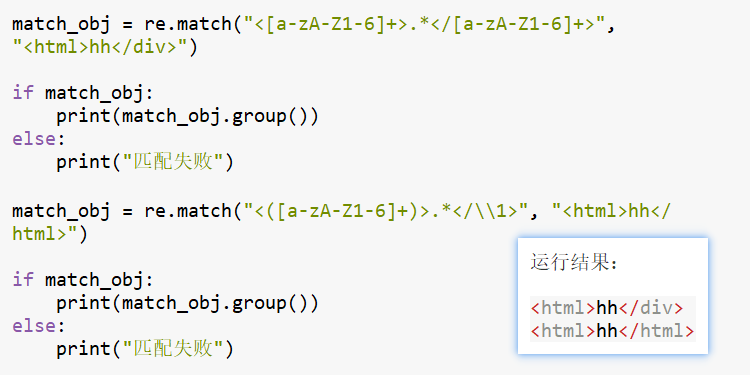 match_obj = re.match("<[a-zA-Z1-6]+>.*</[a-zA-Z1-6]+>",
"<html>hh</div>")
if match_obj:
    print(match_obj.group())
else:
    print("匹配失败")
match_obj = re.match("<([a-zA-Z1-6]+)>.*</\\1>", "<html>hh</
html>")
if match_obj:
    print(match_obj.group())
else:
    print("匹配失败")
运行结果：
<html>hh</div>
<html>hh</html>